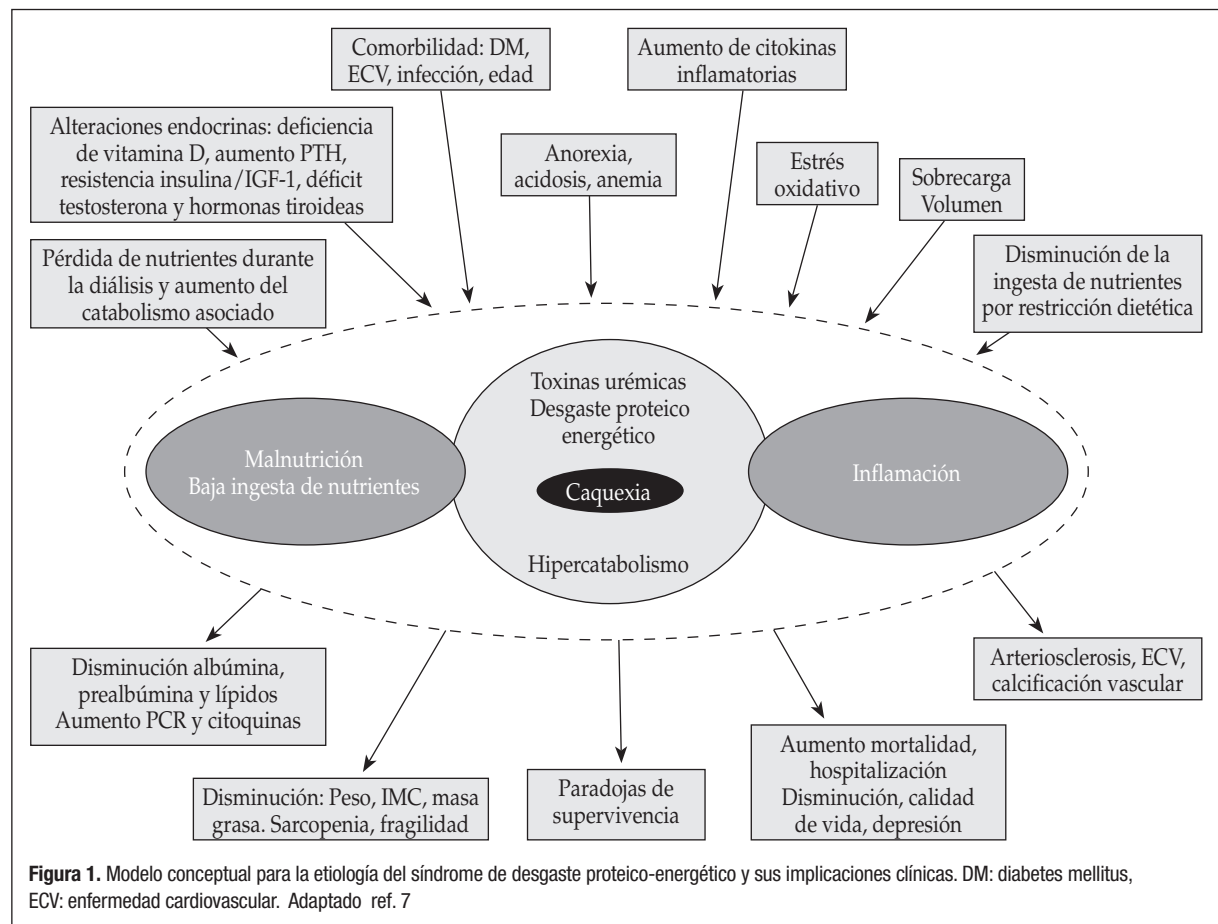 Comorbilidad: DM,
ECV, infección, edad
Aumento de citokinas
inflamatorias
Alteraciones endocrinas: deficiencia
de vitamina D, aumento PTH,
resistencia insulina/IGF-1, déficit
testosterona y hormonas tiroideas
Anorexia,
acidosis, anemia
Estrés
oxidativo
Sobrecarga
Volumen
Pérdida de nutrientes durante
la diálisis y aumento del
catabolismo asociado
Disminución de la
ingesta de nutrientes
por restricción dietética
Toxinas urémicas
Desgaste proteico
energético
Malnutrición
Baja ingesta de nutrientes
Caquexia
Inflamación
Hipercatabolismo
Disminución albúmina,
prealbúmina y lípidos
Aumento PCR y citoquinas
Disminución: Peso, IMC, masa
grasa. Sarcopenia, fragilidad
Paradojas de
supervivencia
Aumento mortalidad,
hospitalización
Disminución, calidad
de vida, depresión
Arteriosclerosis, ECV,
calcificación vascular
Figura 1. Modelo conceptual para la etiología del síndrome de desgaste proteico-energético y sus implicaciones clínicas. DM: diabetes mellitus,
ECV: enfermedad cardiovascular. Adaptado ref. 7